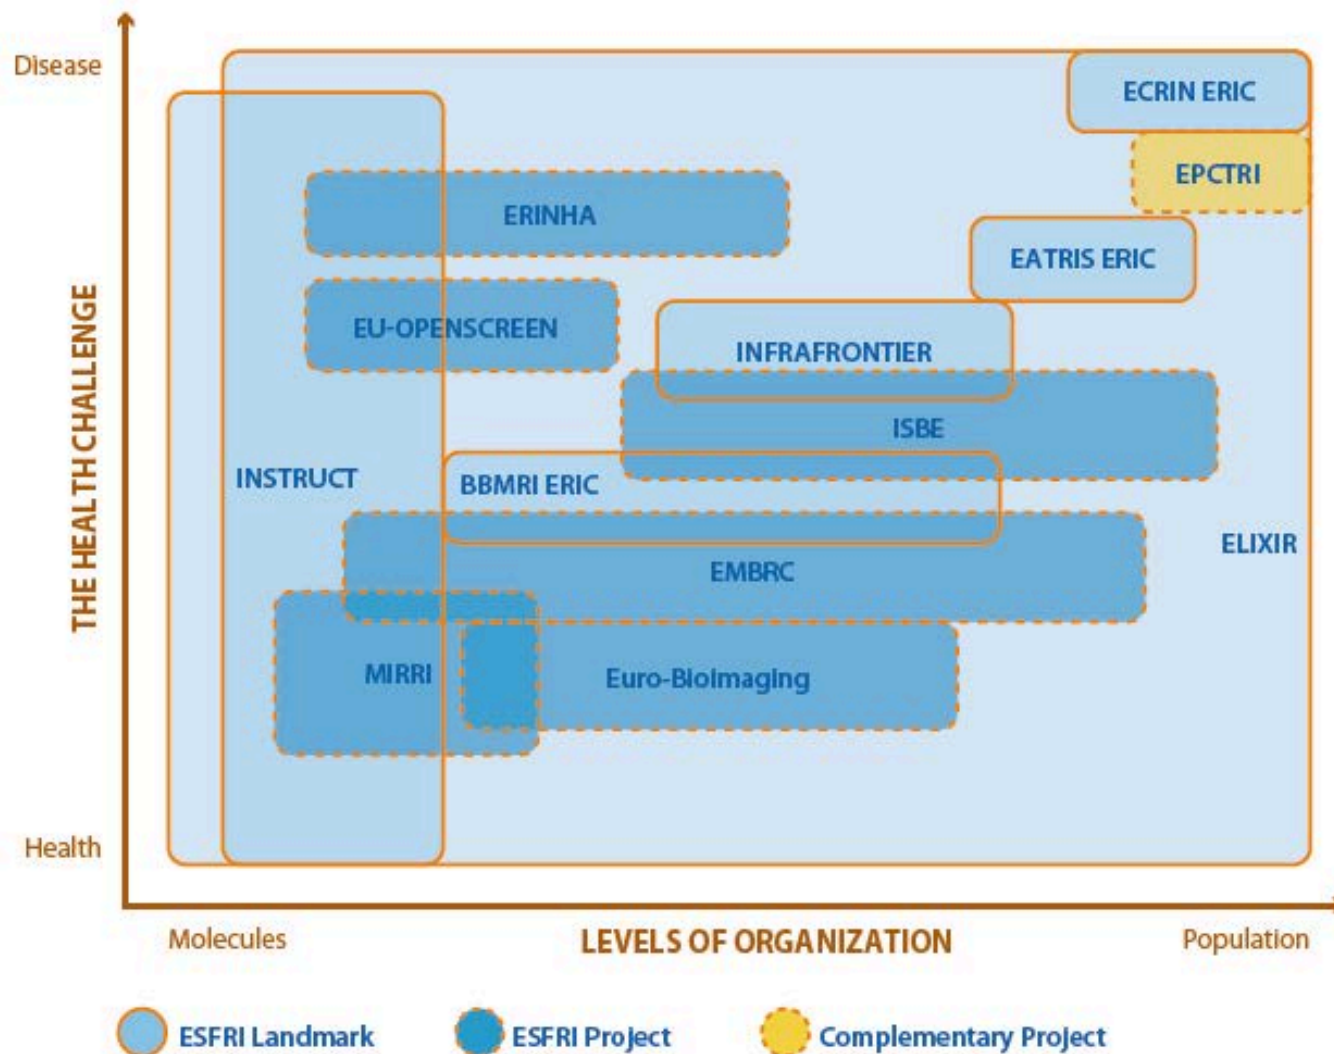 Disease
ECRIN ERIC
EPCTRI
ERINHA
EATRIS ERIC
EU-OPENSCREEN
INFRAFRONTIER
ISBE
INSTRUCT
BBMRI ERIC
ELIXIR
EMBRC
MIRRI
Euro-BioImaging
THE HEALTH CHALLENGE
Health
Molecules
LEVELS OF ORGANIZATION
Population
ESFRI Landmark
ESFRI Project
Complementary Project